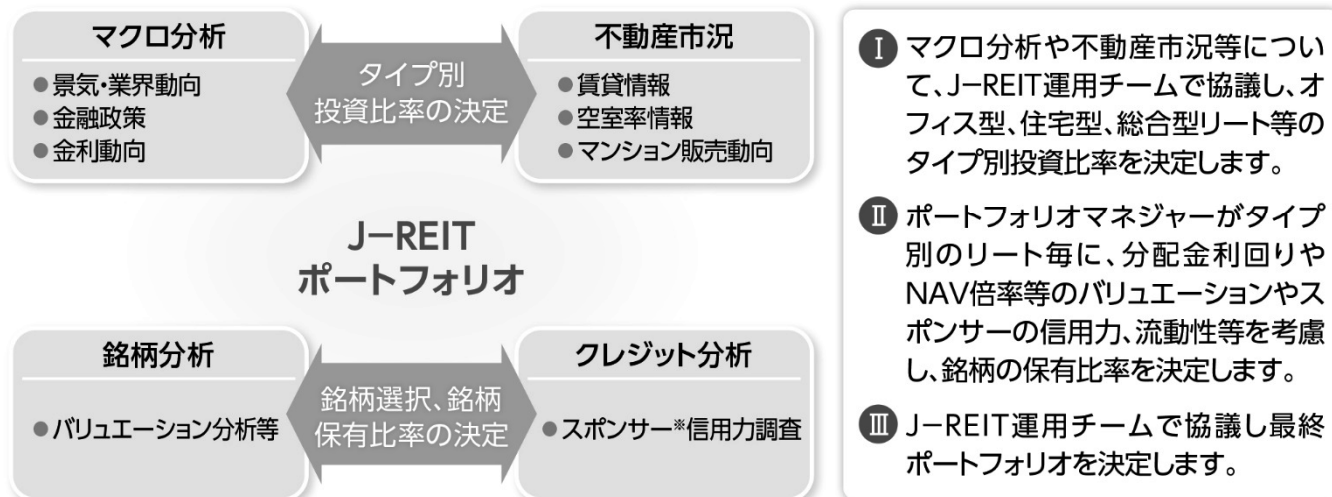 マクロ分析
●景気・業界動向
●金融政策
●金利動向
タイプ別
投資比率の決定
不動産市況
●賃貸情報
●空室率情報
●マンション販売動向
J−REIT
ポートフォリオ
銘柄分析
●バリュエーション分析等
銘柄選択、銘柄
保有比率の決定
クレジット分析
●スポンサー※信用力調査
Ⅰ マクロ分析や不動産市況等につい
て、J−REIT運用チームで協議し、オ
フィス型、住宅型、総合型リート等の
タイプ別投資比率を決定します。
Ⅱ ポートフォリオマネジャーがタイプ
別のリート毎に、分配金利回りや
NAV倍率等のバリュエーションやス
ポンサーの信用力、流動性等を考慮
し、銘柄の保有比率を決定します。
Ⅲ J−REIT運用チームで協議し最終
ポートフォリオを決定します。